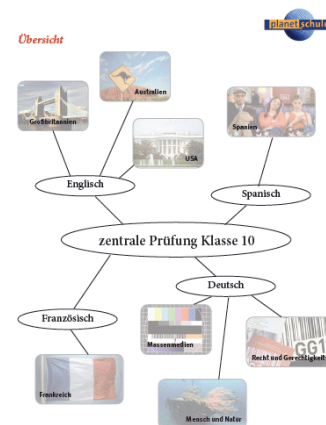 Übersicht
planet schule
Australien
Großbritannien
Spanien
USA
Englisch
Spanisch
zentrale Prüfung Klasse 10
Deutsch
Französisch
Massenmedien
Recht und Gerechtigkeit
GG1
Frankreich
Mensch und Natur